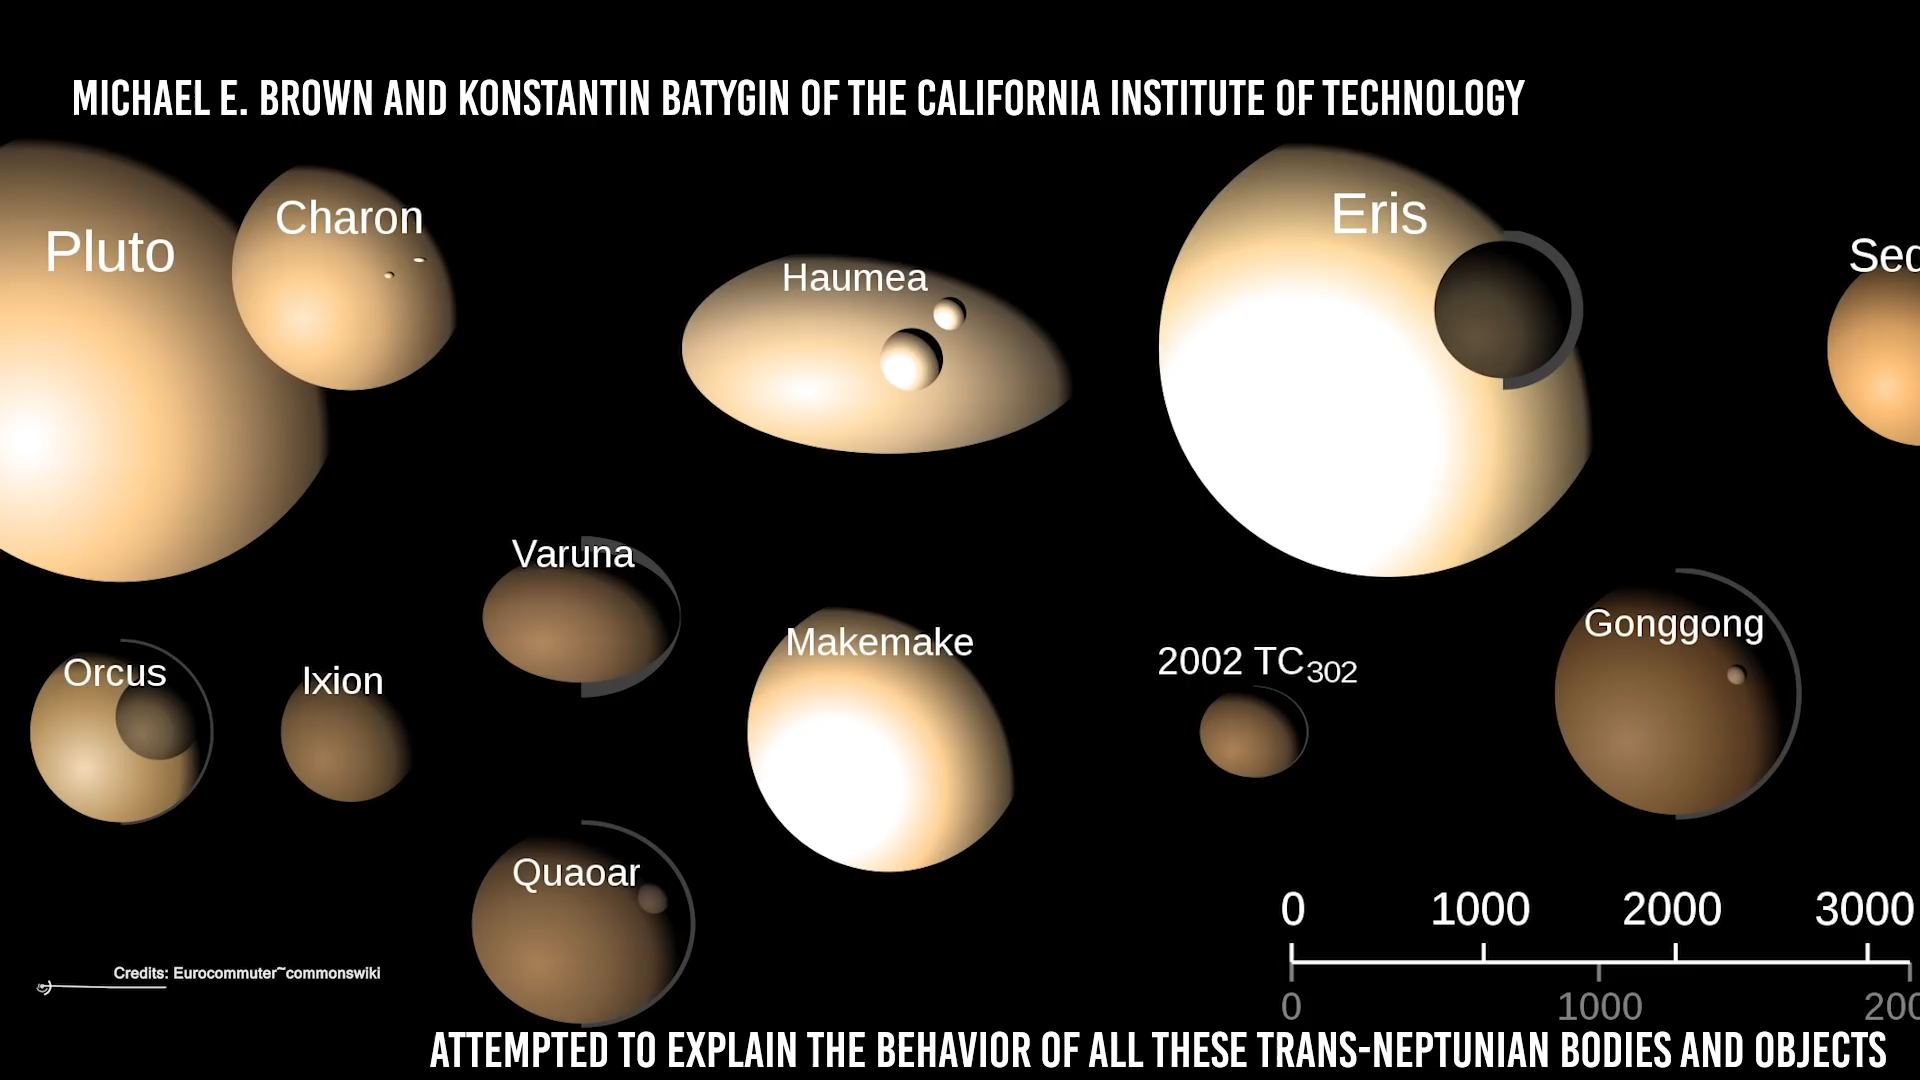 MICHAEL E. BROWN AND KONSTANTIN BATYGIN OF THE CALIFORNIA INSTITUTE OF TECHNOLOGY
Pluto
Charon
Haumea
Eris
Sed
Varuna
Orcus
Ixion
Makemake
2002 TC302
Gonggong
Quaoar
0 1000 2000 3000
0 1000 200
Credits: Eurocommuter~commonswiki
ATTEMPTED TO EXPLAIN THE BEHAVIOR OF ALL THESE TRANS-NEPTUNIAN BODIES AND OBJECTS